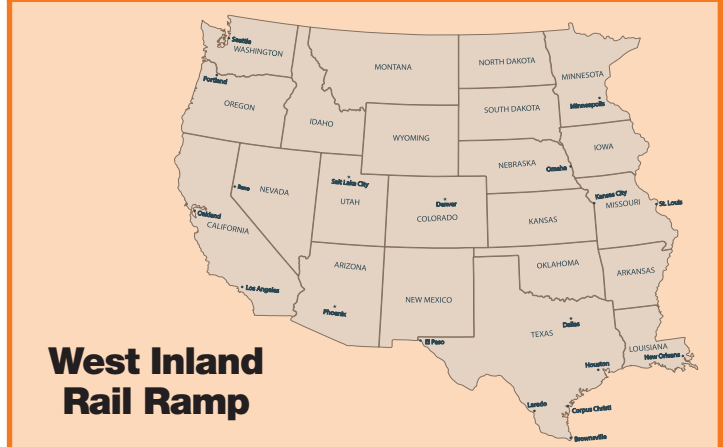 Seattle
WASHINGTON
MONTANA
NORTH DAKOTA
MINNESOTA
Portland
OREGON
IDAHO
SOUTH DAKOTA
Minneapolis
WYOMING
IOWA
NEBRASKA
Omaha
Reno
NEVADA
Salt Lake City
UTAH
Denver
COLORADO
KANSAS
Kansas City
MISSOURI
St. Louis
Oakland
CALIFORNIA
ARIZONA
OKLAHOMA
ARKANSAS
Los Angeles
Phoenix
NEW MEXICO
El Paso
TEXAS
Dallas
LOUISIANA
New Orleans
Houston
Laredo
Corpus Christi
Brownsville
West Inland
Rail Ramp